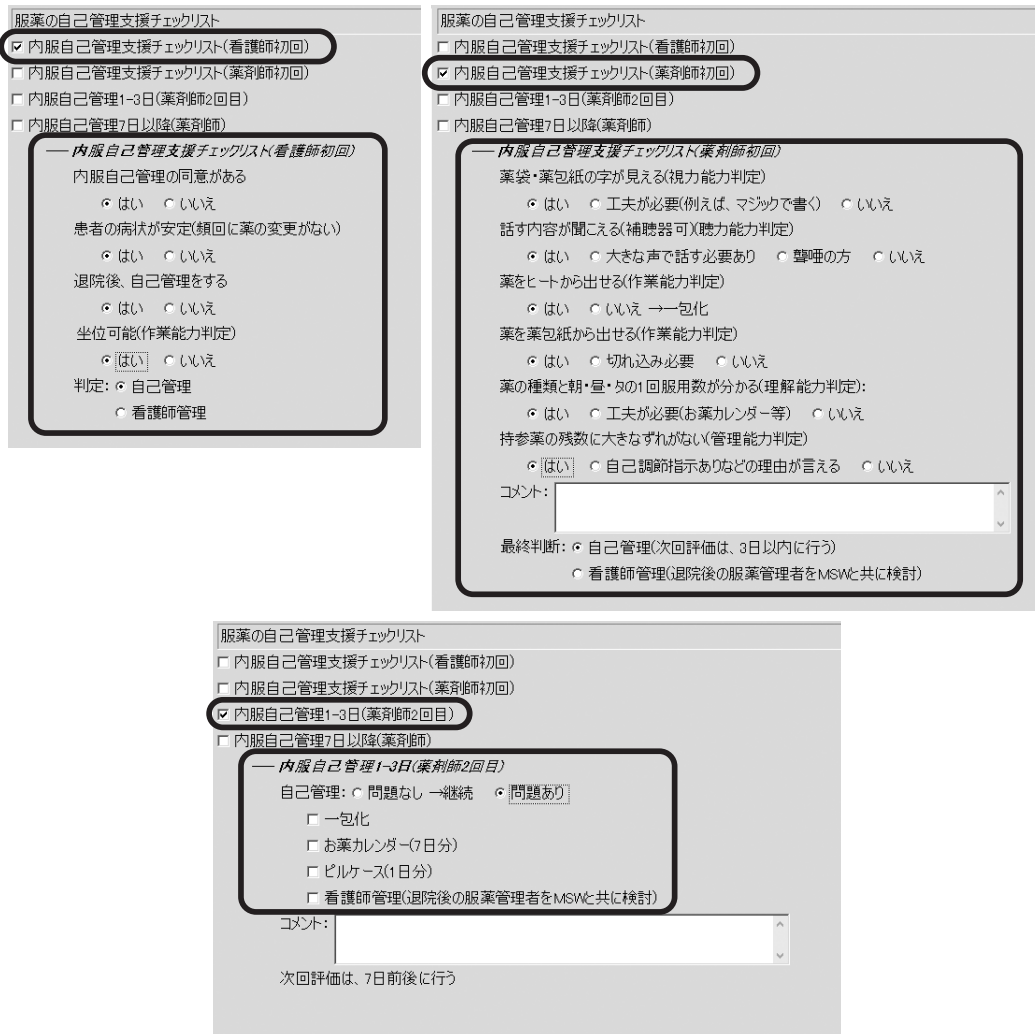 服薬の自己管理支援チェックリスト
内服自己管理支援チェックリスト(看護師初回)
内服自己管理支援チェックリスト(薬剤師初回)
内服自己管理1-3日(薬剤師2回目)
内服自己管理7日以降(薬剤師)
内服自己管理支援チェックリスト(看護師初回)
内服自己管理の同意がある
はい いいえ
患者の病状が安定(頻回に薬の変更がない)
はい いいえ
退院後、自己管理をする
はい いいえ
坐位可能(作業能力判定)
はい いいえ
判定: 自己管理
看護師管理
服薬の自己管理支援チェックリスト
内服自己管理支援チェックリスト(看護師初回)
内服自己管理支援チェックリスト(薬剤師初回)
内服自己管理1-3日(薬剤師2回目)
内服自己管理7日以降(薬剤師)
内服自己管理支援チェックリスト(薬剤師初回)
薬袋・薬包紙の字が見える(視力能力判定)
はい 工夫が必要(例えば、マジックで書く) いいえ
話す内容が聞こえる(補聴器可)(聴力能力判定)
はい 大きな声で話す必要あり 聾唖の方 いいえ
薬をヒートから出せる(作業能力判定)
はい いいえ →一包化
薬を薬包紙から出せる(作業能力判定)
はい 切れ込み必要 いいえ
薬の種類と朝・昼・夕の1回服用数が分かる(理解能力判定):
はい 工夫が必要(お薬カレンダー等) いいえ
持参薬の残数に大きなずれがない(管理能力判定)
はい 自己調節指示ありなどの理由が言える いいえ
コメント:
最終判断: 自己管理(次回評価は、3日以内に行う)
看護師管理(退院後の服薬管理者をMSWと共に検討)
服薬の自己管理支援チェックリスト
内服自己管理支援チェックリスト(看護師初回)
内服自己管理支援チェックリスト(薬剤師初回)
内服自己管理1-3日(薬剤師2回目)
内服自己管理7日以降(薬剤師)
内服自己管理1-3日(薬剤師2回目)
自己管理: 問題なし →継続 問題あり
一包化
お薬カレンダー(7日分)
ピルケース(1日分)
看護師管理(退院後の服薬管理者をMSWと共に検討)
コメント:
次回評価は、7日前後に行う